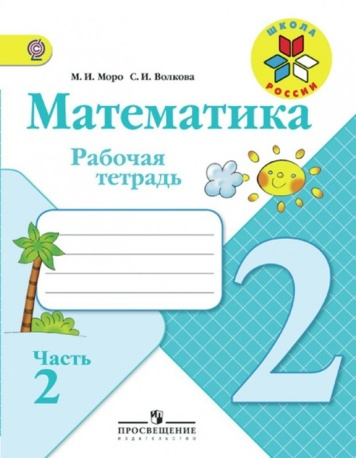 М. И. Моро С. И. Волкова
ШКОЛА
РОССИИ
Математика
Рабочая
тетрадь
2
Часть
2
ПРОСВЕЩЕНИЕ
ИЗДАТЕЛЬСТВО